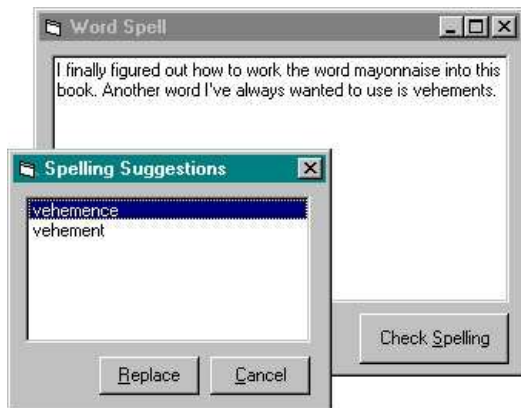 Word Spell
I finally figured out how to work the word mayonnaise into this
book. Another word I've always wanted to use is vehements.
Spelling Suggestions
vehemence
vehement
Replace
Cancel
Check Spelling